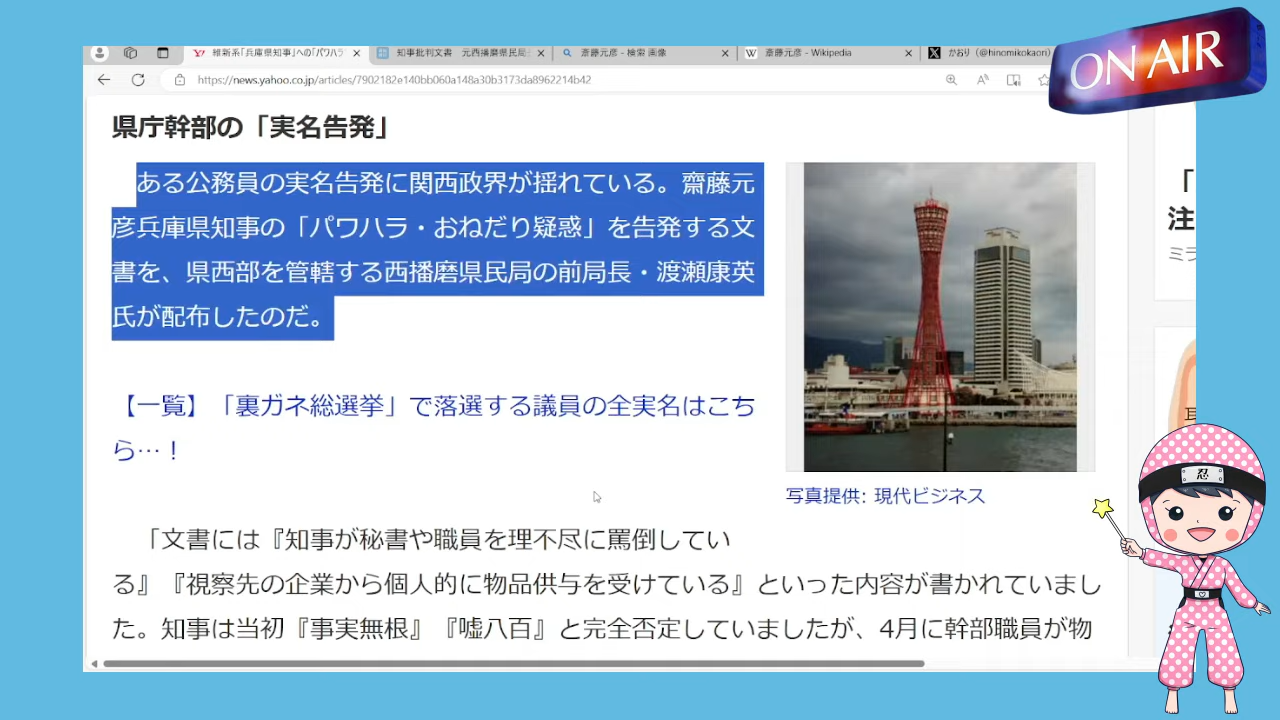 維新系「兵庫県知事」への「パワハラ
知事批判文書 元西播磨県民局
斎藤元彦 - 検索 画像
斎藤元彦 - Wikipedia
かおり (@hinomikokaori)
ON AIR
https://news.yahoo.co.jp/articles/7902182e140bb060a148a30b3173da8962214b42
県庁幹部の「実名告発」
ある公務員の実名告発に関西政界が揺れている。齋藤元
彦兵庫県知事の「パワハラ・おねだり疑惑」を告発する文
書を、県西部を管轄する西播磨県民局の前局長・渡瀬康英
氏が配布したのだ。
【一覧】「裏ガネ総選挙」で落選する議員の全実名はこち
ら…！
写真提供: 現代ビジネス
「文書には『知事が秘書や職員を理不尽に罵倒してい
る』『視察先の企業から個人的に物品供与を受けている』といった内容が書かれていまし
た。知事は当初『事実無根』『嘘八百』と完全否定していましたが、4月に幹部職員が物
「
注
ミラ
耳
忍